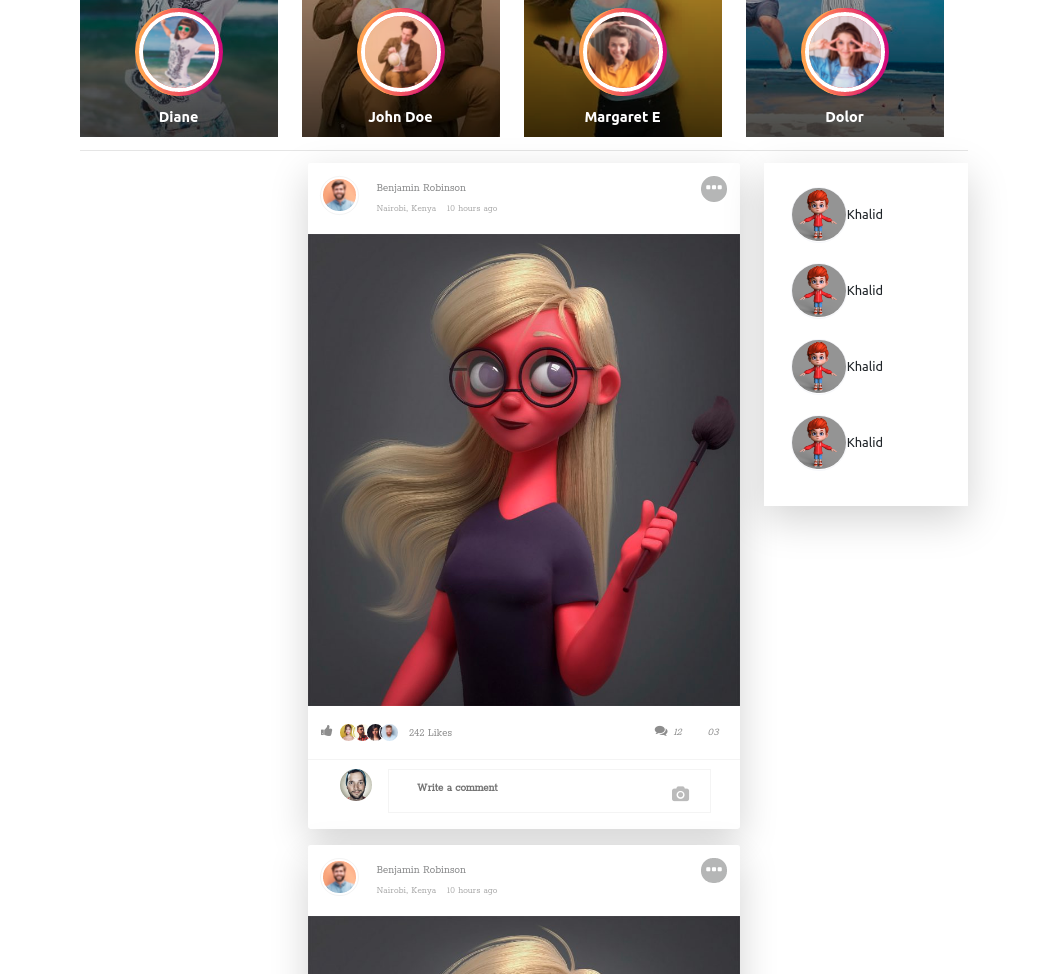 Diane
John Doe
Margaret E
Dolor
Benjamin Robinson
Nairobi, Kenya 10 hours ago
Khalid
Khalid
Khalid
Khalid
242 Likes
12 03
Write a comment
Benjamin Robinson
Nairobi, Kenya 10 hours ago